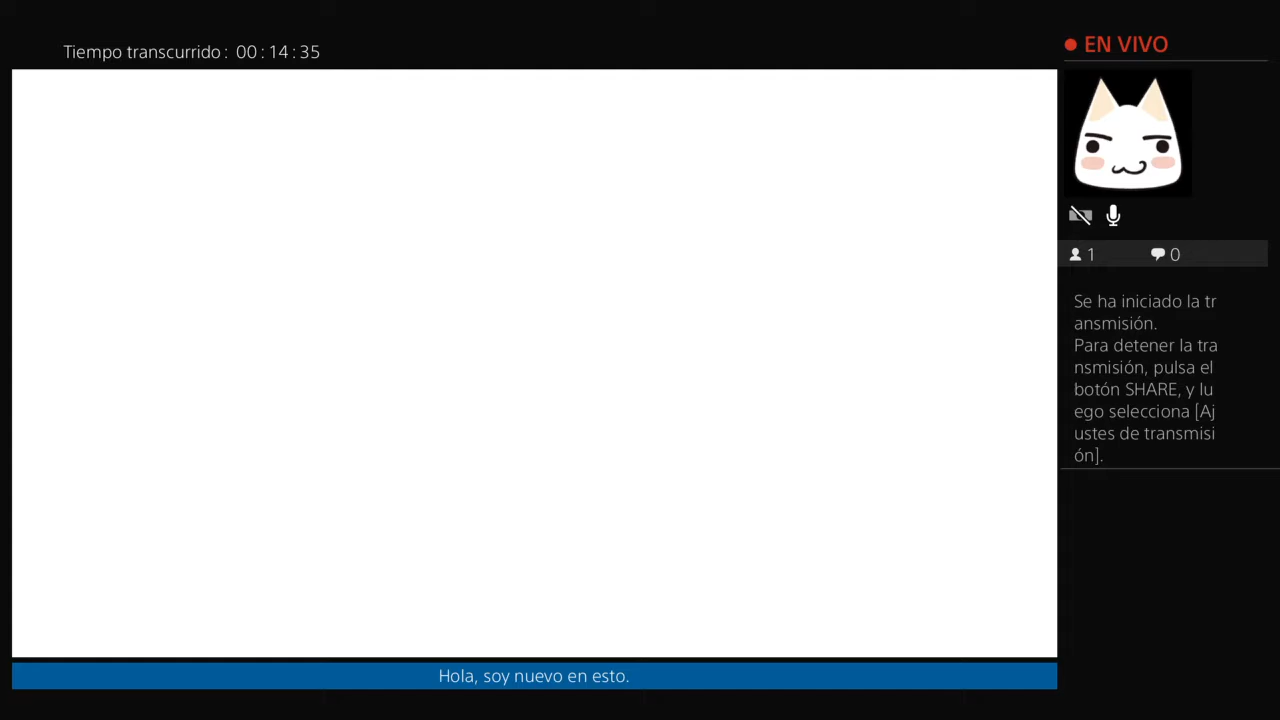 Tiempo transcurrido : 00 : 14 : 35
EN VIVO
1
0
Se ha iniciado la tr
ansmisión.
Para detener la tra
nsmisión, pulsa el
botón SHARE, y lu
ego selecciona [Aj
ustes de transmisi
ón].
Hola, soy nuevo en esto.